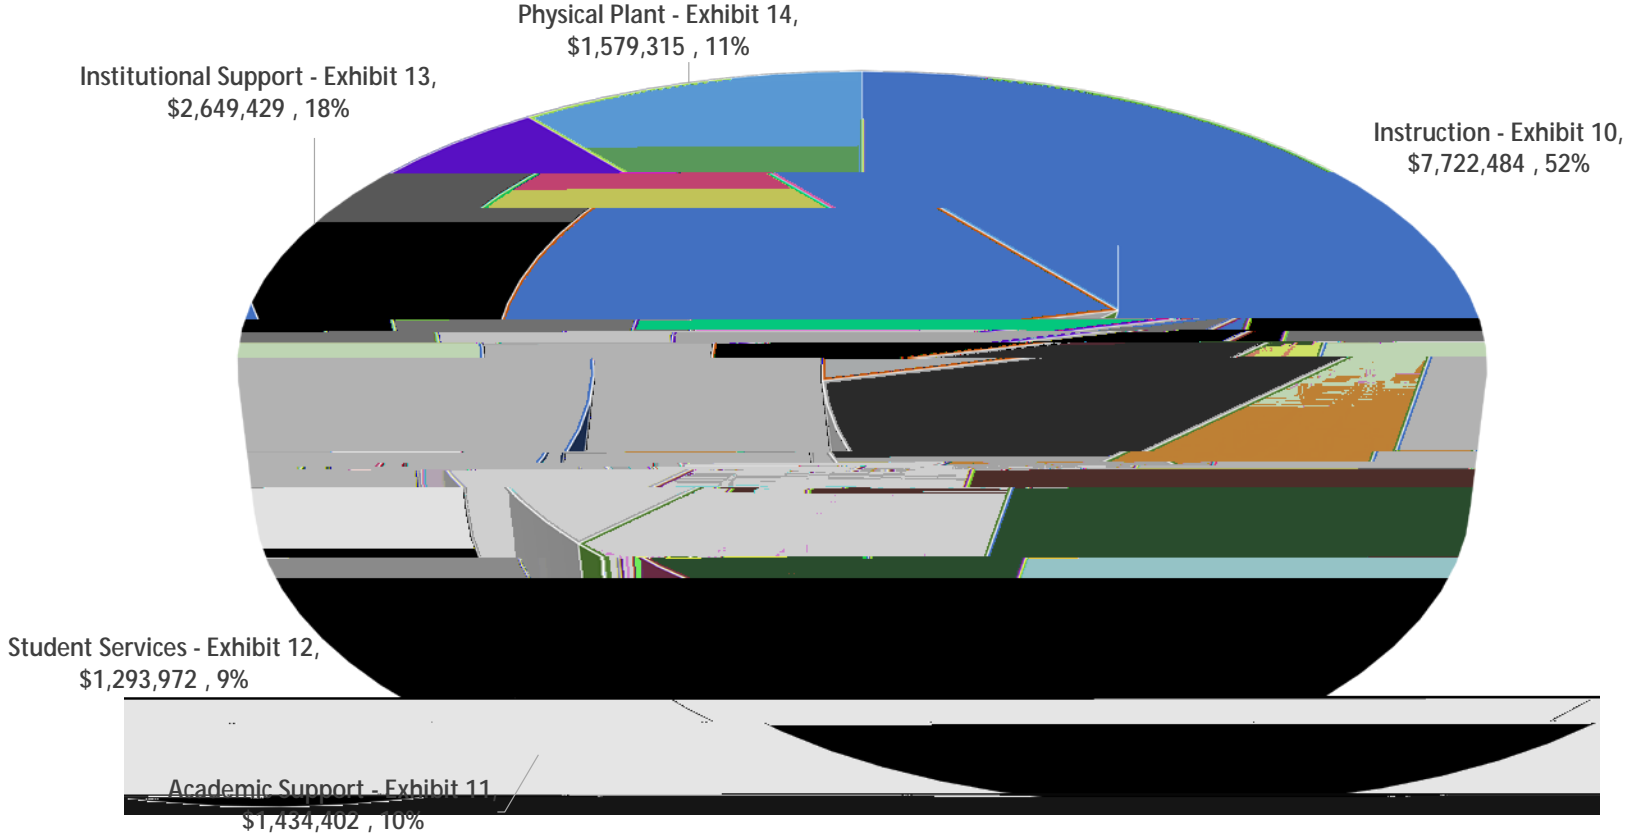 Physical Plant - Exhibit 14,
$1,579,315 , 11%
Institutional Support - Exhibit 13,
$2,649,429 , 18%
Instruction - Exhibit 10,
$7,722,484 , 52%
Student Services - Exhibit 12,
$1,293,972 , 9%
Academic Support - Exhibit 11,
$1,434,402 , 10%